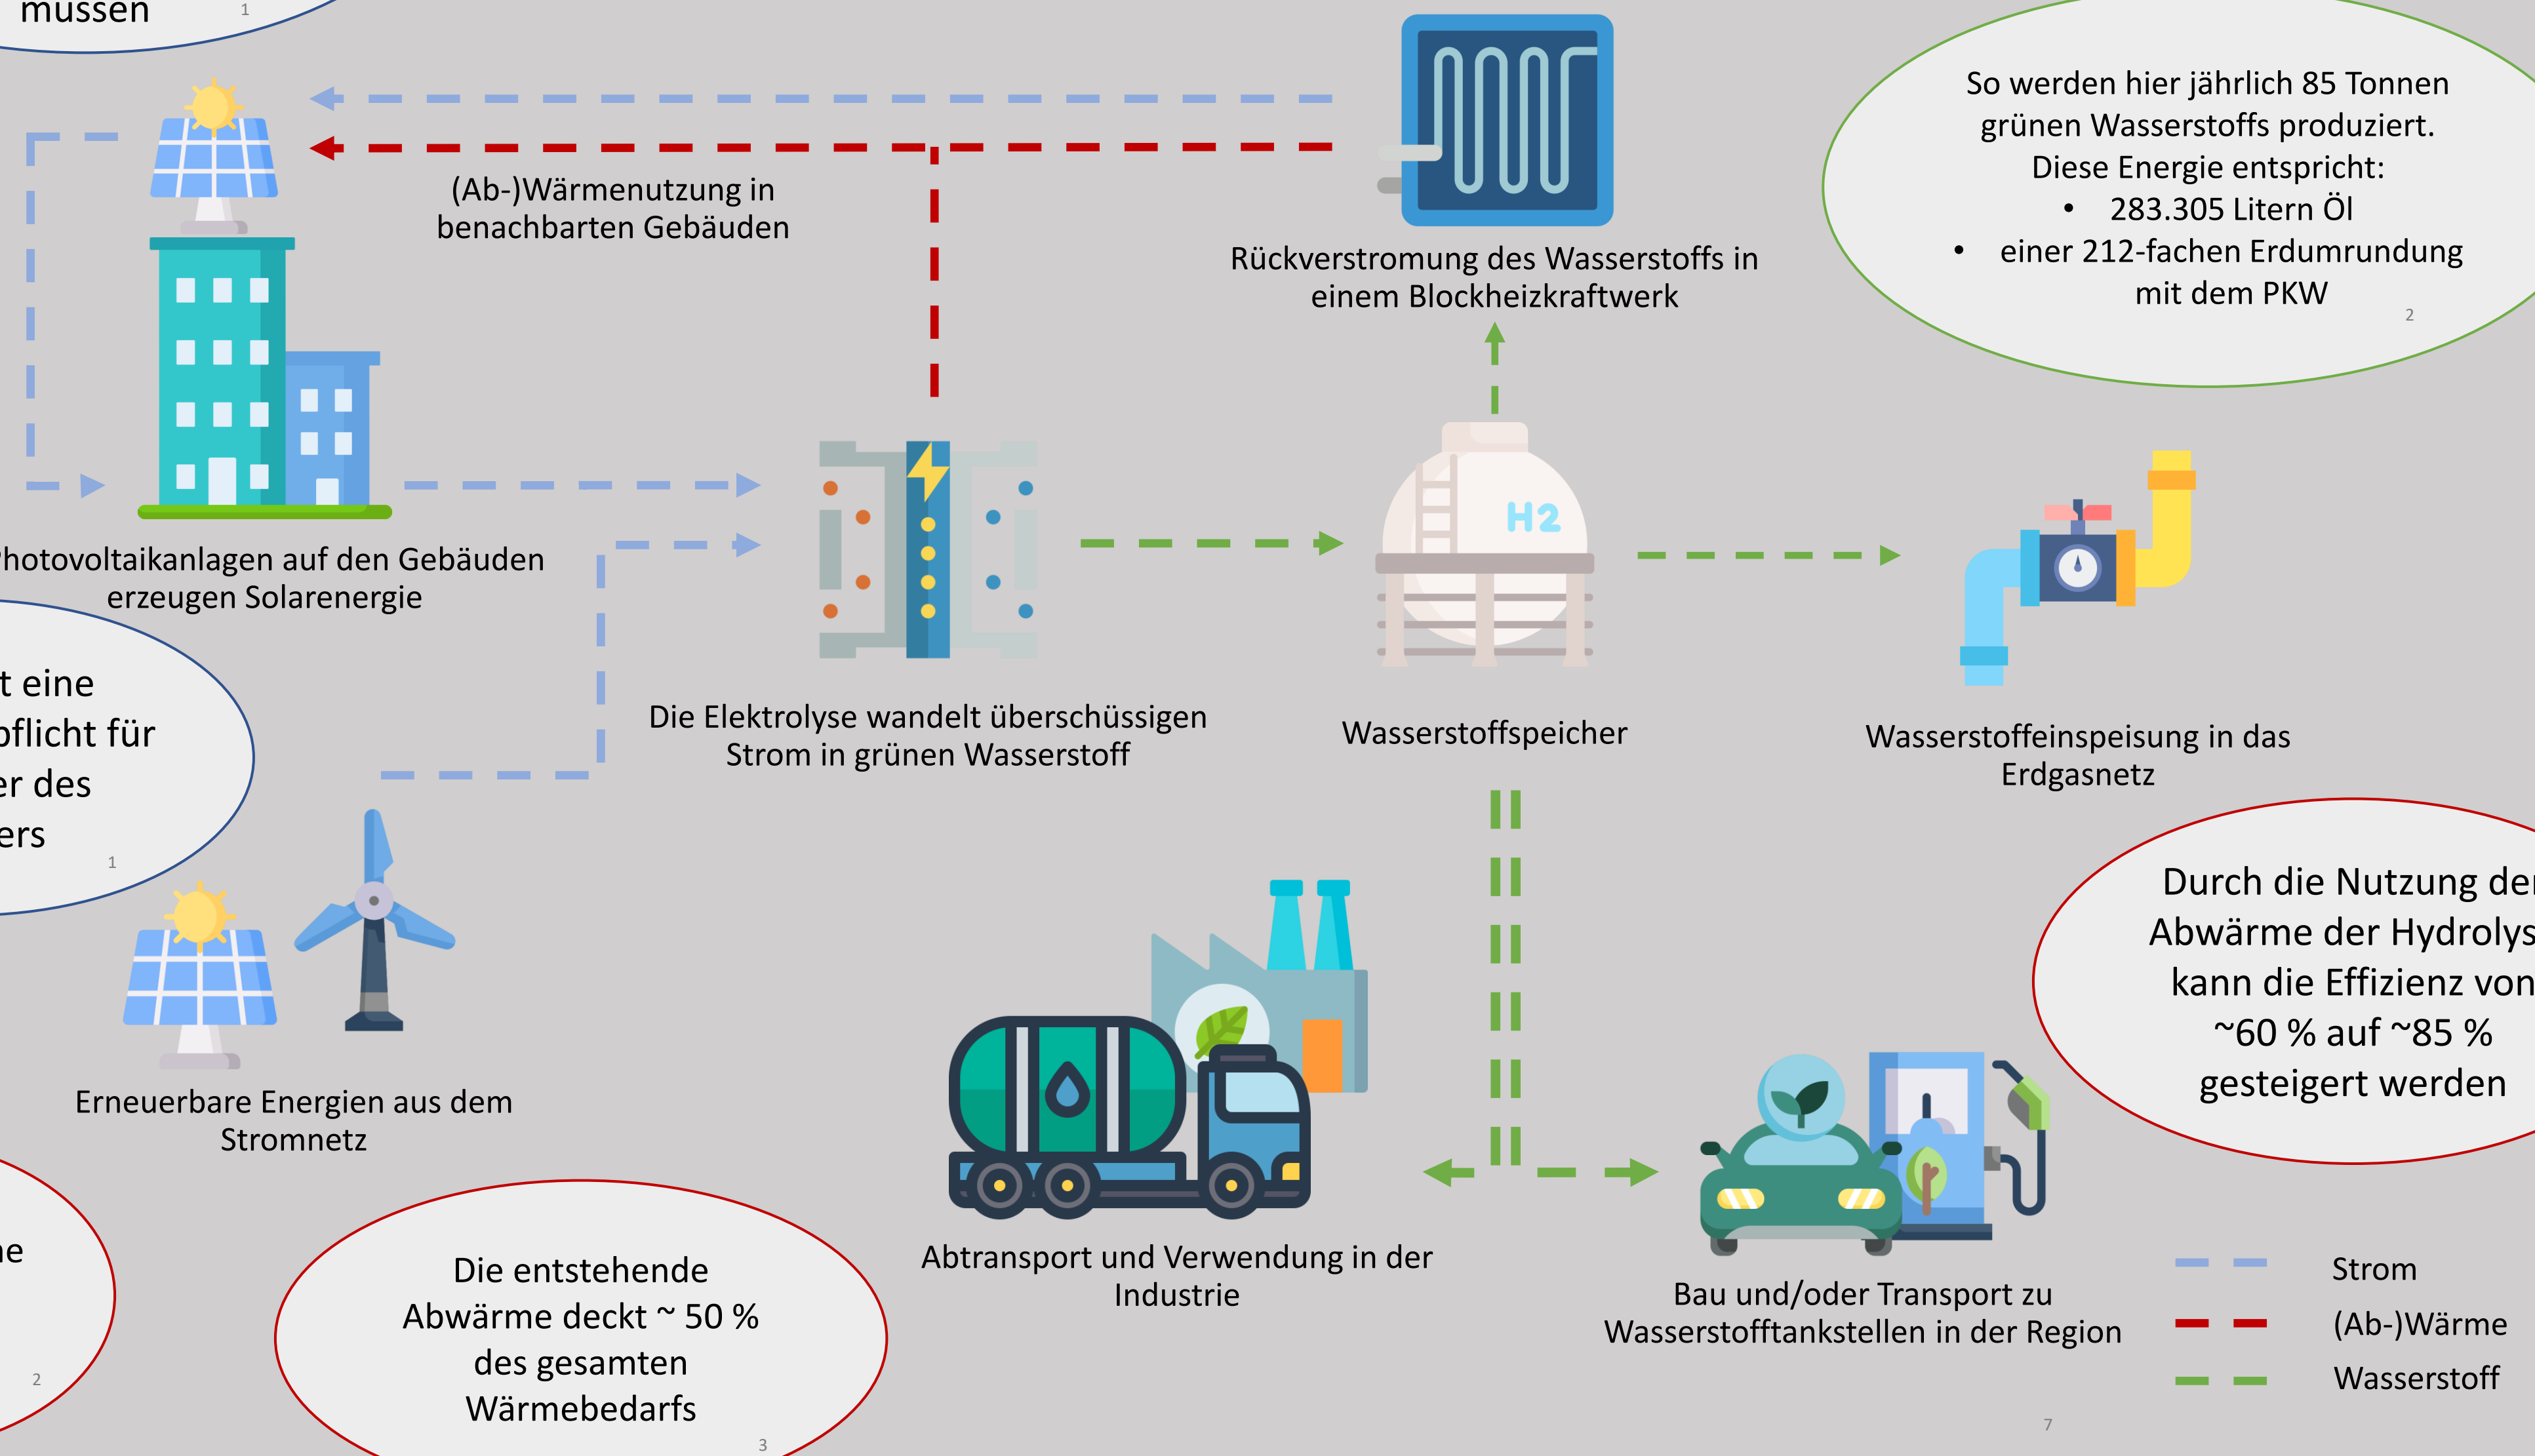 müssen
1
(Ab-)Wärmenutzung in
benachbarten Gebäuden
Rückverstromung des Wasserstoffs in
einem Blockheizkraftwerk
So werden hier jährlich 85 Tonnen
grünen Wasserstoffs produziert.
Diese Energie entspricht:
• 283.305 Litern Öl
• einer 212-fachen Erdumrundung
mit dem PKW
2
H2
hotovoltaikanlagen auf den Gebäuden
erzeugen Solarenergie
t eine
pflicht für
er des
ers
1
Die Elektrolyse wandelt überschüssigen
Strom in grünen Wasserstoff
Wasserstoffspeicher
Wasserstoffeinspeisung in das
Erdgasnetz
Durch die Nutzung der
Abwärme der Hydrolys
kann die Effizienz von
~60 % auf ~85 %
gesteigert werden
Erneuerbare Energien aus dem
Stromnetz
ne
2
Die entstehende
Abwärme deckt ~ 50 %
des gesamten
Wärmebedarfs
3
Abtransport und Verwendung in der
Industrie
Bau und/oder Transport zu
Wasserstofftankstellen in der Region
Strom
(Ab-)Wärme
Wasserstoff
7